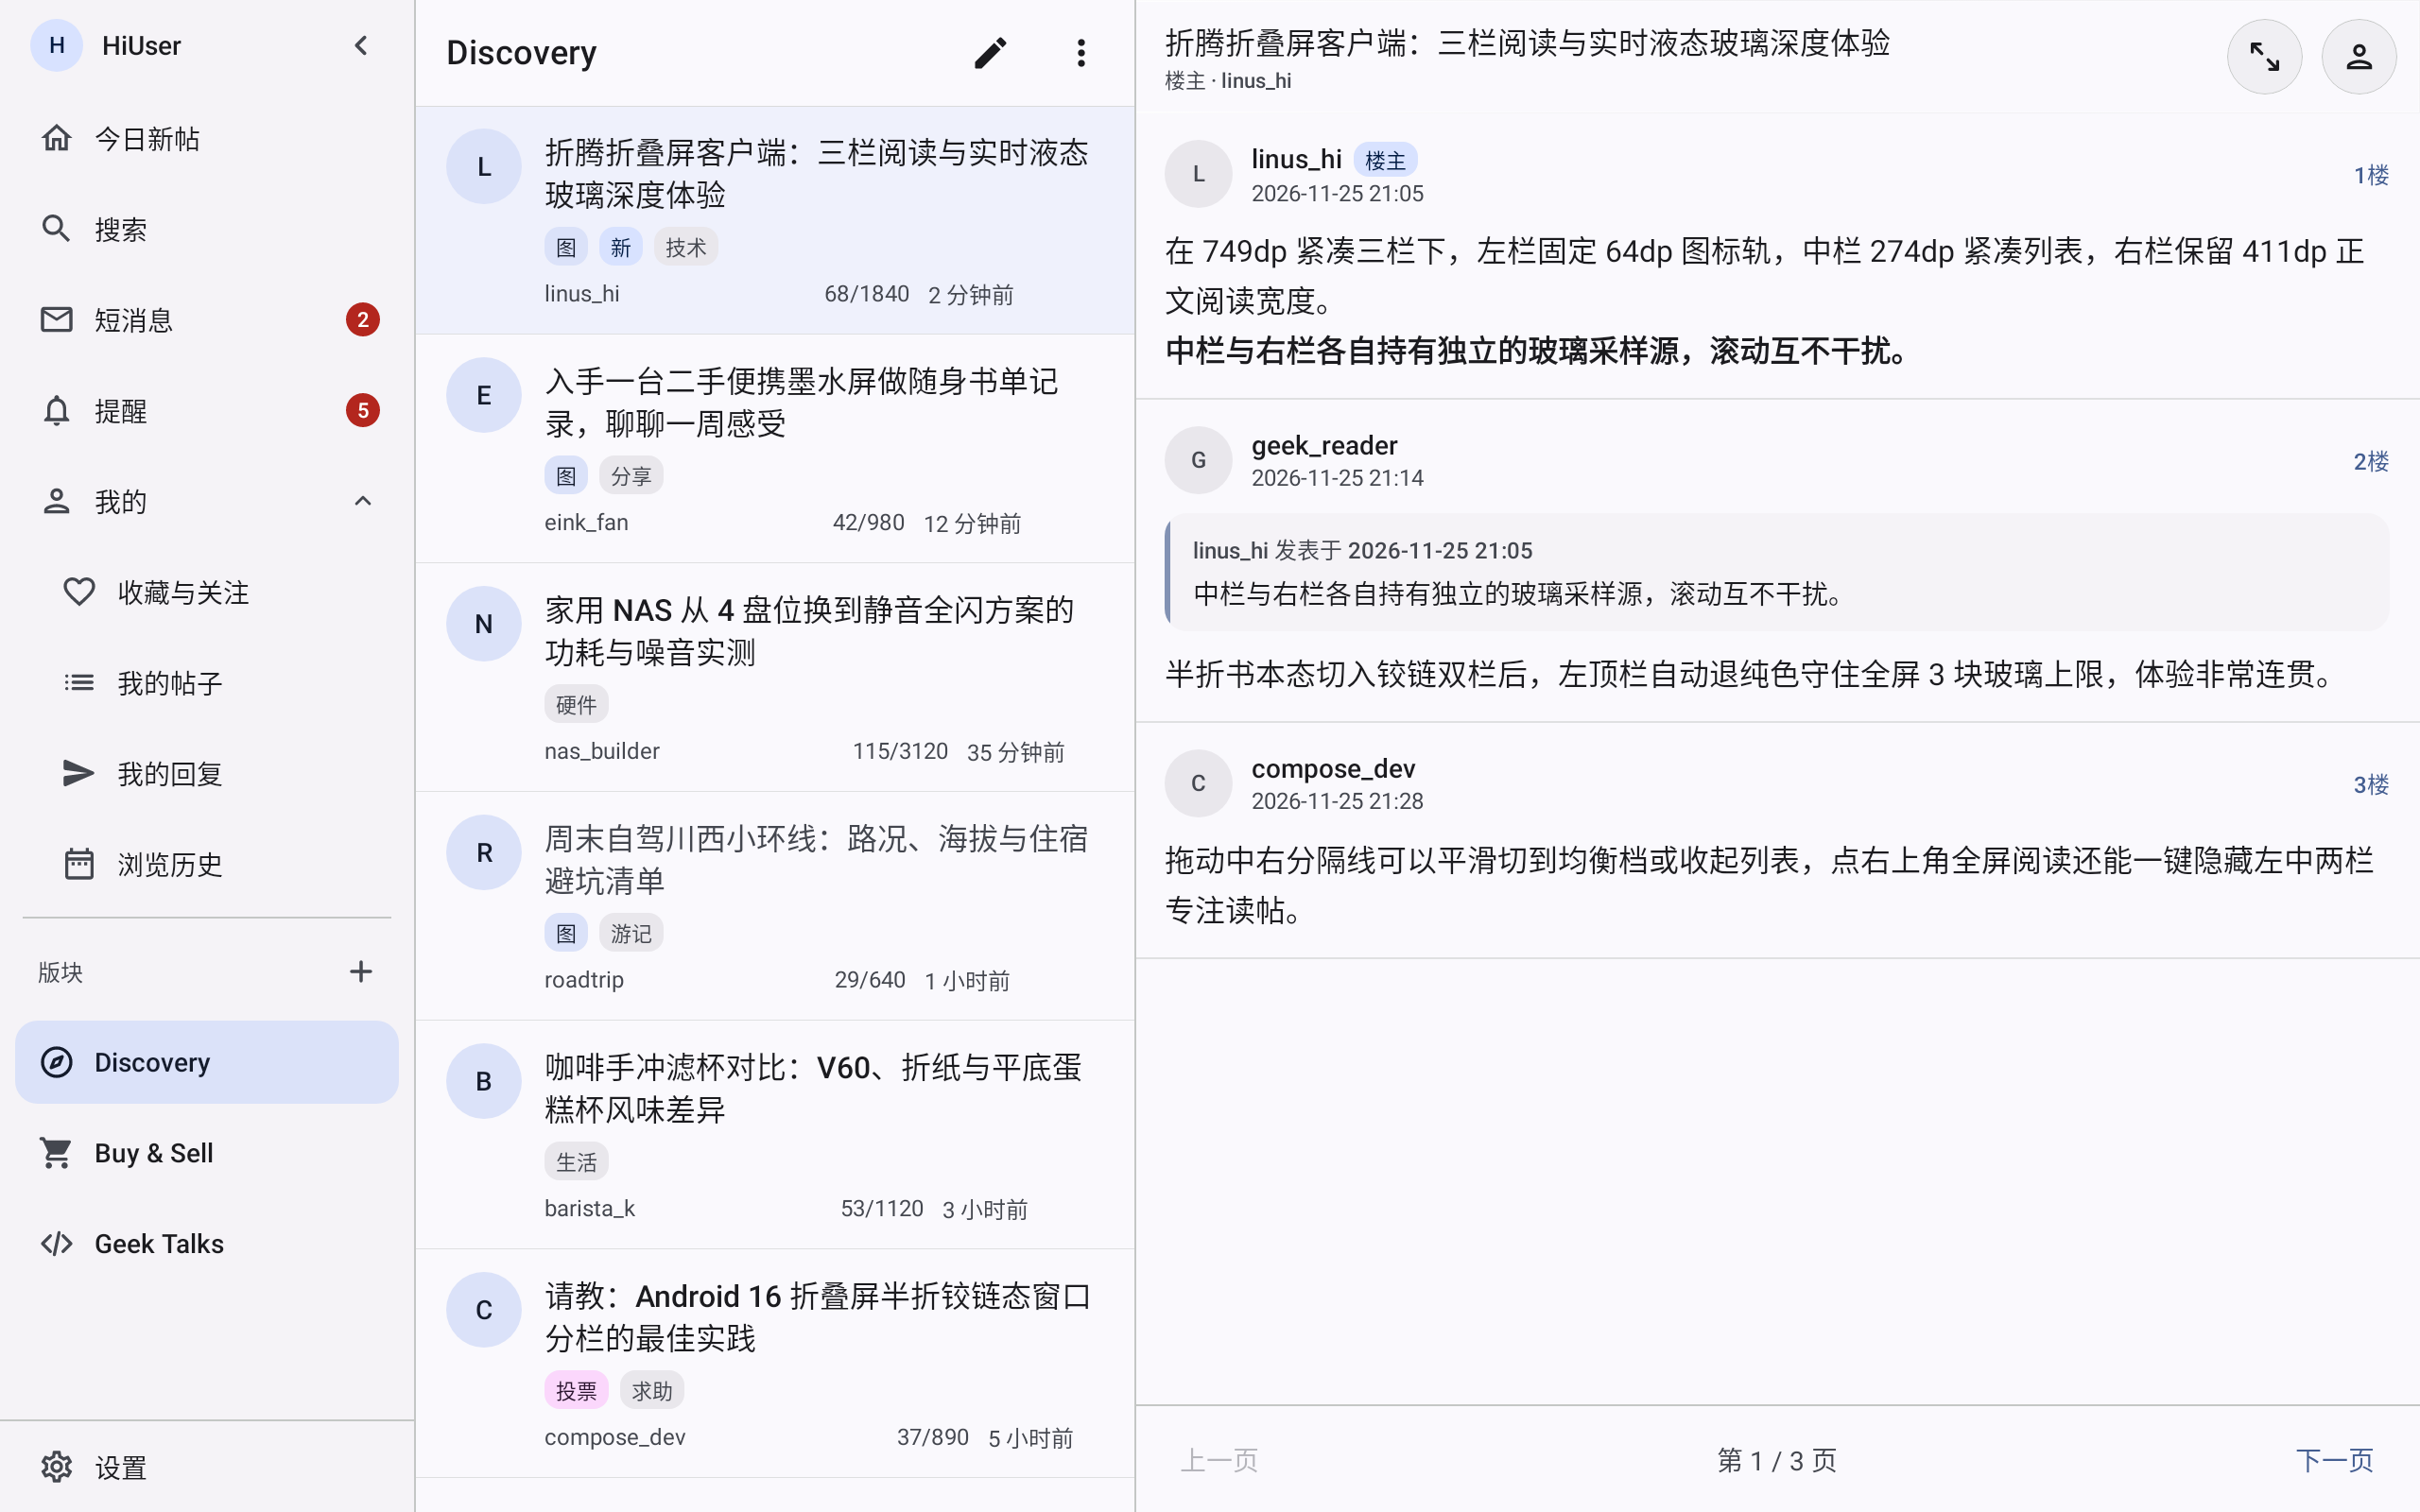 H HiUser
今日新帖
搜索
短消息 2
提醒 5
我的
收藏与关注
我的帖子
我的回复
浏览历史
版块
Discovery
Buy & Sell
Geek Talks
设置
Discovery
L
折腾折叠屏客户端：三栏阅读与实时液态
玻璃深度体验
图 新 技术
linus_hi 68/1840 2 分钟前
E
入手一台二手便携墨水屏做随身书单记
录，聊聊一周感受
图 分享
eink_fan 42/980 12 分钟前
N
家用 NAS 从 4 盘位换到静音全闪方案的
功耗与噪音实测
硬件
nas_builder 115/3120 35 分钟前
R
周末自驾川西小环线：路况、海拔与住宿
避坑清单
图 游记
roadtrip 29/640 1 小时前
B
咖啡手冲滤杯对比：V60、折纸与平底蛋
糕杯风味差异
生活
barista_k 53/1120 3 小时前
C
请教：Android 16 折叠屏半折铰链态窗口
分栏的最佳实践
投票 求助
compose_dev 37/890 5 小时前
折腾折叠屏客户端：三栏阅读与实时液态玻璃深度体验
楼主 · linus_hi
L linus_hi 楼主 1楼
2026-11-25 21:05
在 749dp 紧凑三栏下，左栏固定 64dp 图标轨，中栏 274dp 紧凑列表，右栏保留 411dp 正
文阅读宽度。
中栏与右栏各自持有独立的玻璃采样源，滚动互不干扰。
G geek_reader 2楼
2026-11-25 21:14
linus_hi 发表于 2026-11-25 21:05
中栏与右栏各自持有独立的玻璃采样源，滚动互不干扰。
半折书本态切入铰链双栏后，左顶栏自动退纯色守住全屏 3 块玻璃上限，体验非常连贯。
C compose_dev 3楼
2026-11-25 21:28
拖动中右分隔线可以平滑切到均衡档或收起列表，点右上角全屏阅读还能一键隐藏左中两栏
专注读帖。
上一页 第 1 / 3 页 下一页